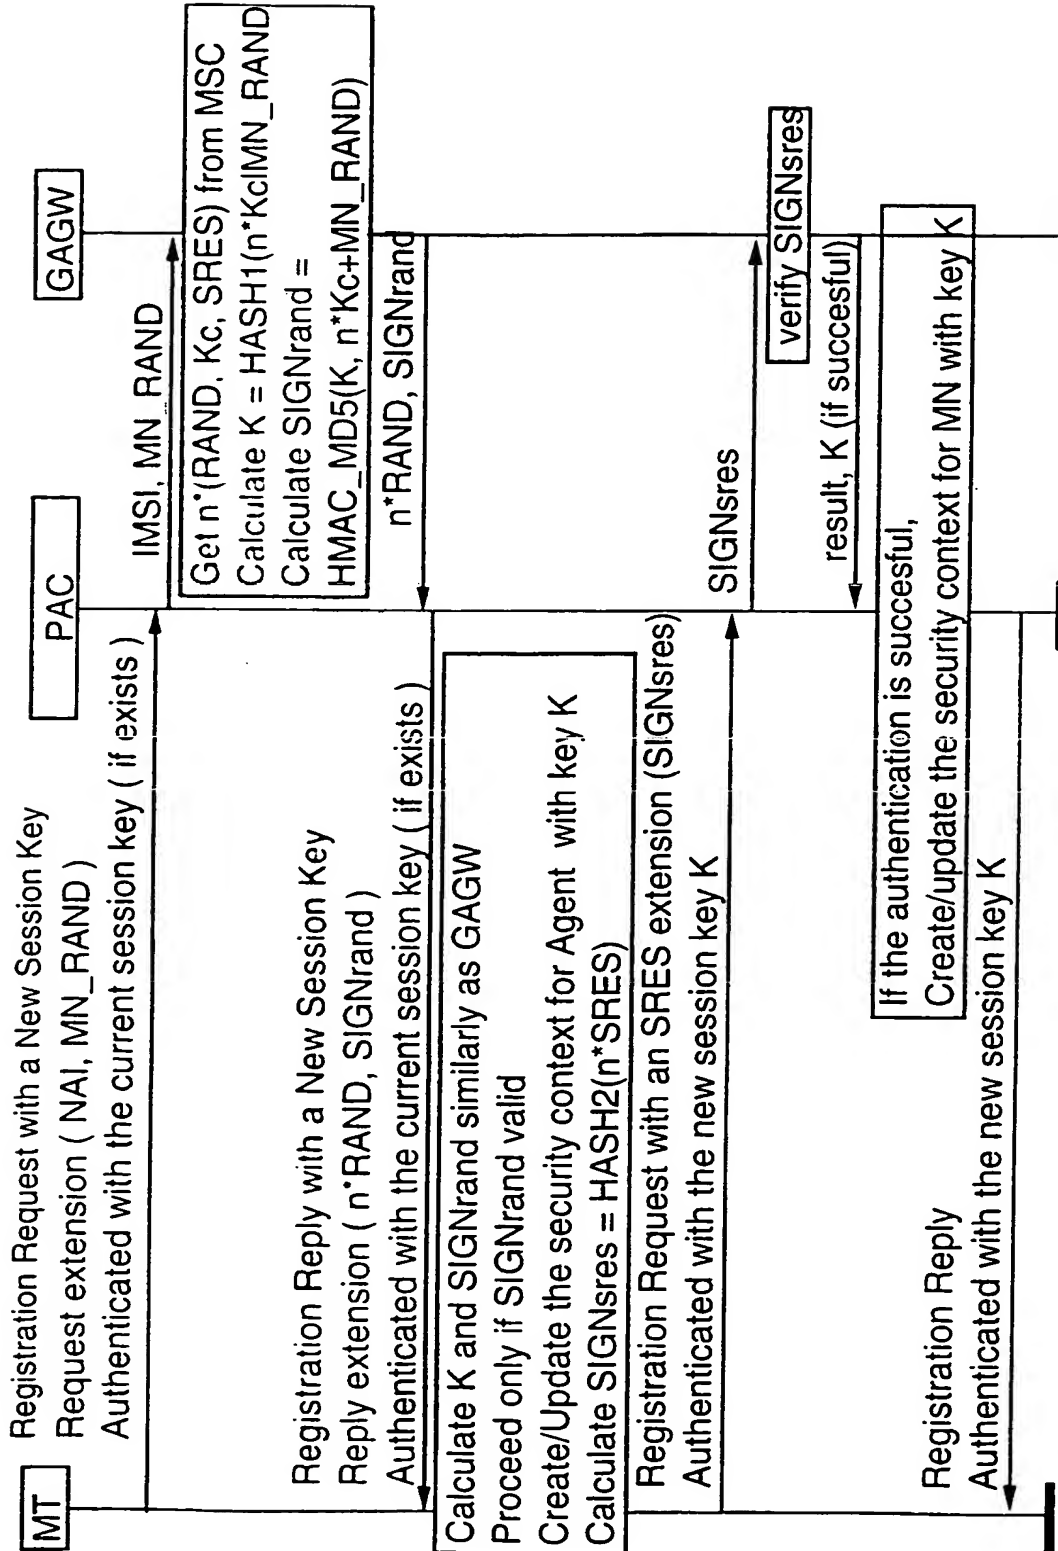 MT
PAC
GAGW
Registration Request with a New Session Key
Request extension ( NAI, MN_RAND )
Authenticated with the current session key ( if exists )
IMSI, MN_RAND
Get n*(RAND, Kc, SRES) from MSC
Calculate K = HASH1(n*Kc|MN_RAND
Calculate SIGNrand =
HMAC_MD5(K, n*Kc+MN_RAND)
n*RAND, SIGNrand
Registration Reply with a New Session Key
Reply extension ( n*RAND, SIGNrand )
Authenticated with the current session key ( if exists )
Calculate K and SIGNrand similarly as GAGW
Proceed only if SIGNrand valid
Create/Update the security context for Agent with key K
Calculate SIGNsres = HASH2(n*SRES)
Registration Request with an SRES extension (SIGNsres)
Authenticated with the new session key K
SIGNsres
verify SIGNsres
result, K (if succesful)
If the authentication is succesful,
Create/update the security context for MN with key K
Registration Reply
Authenticated with the new session key K